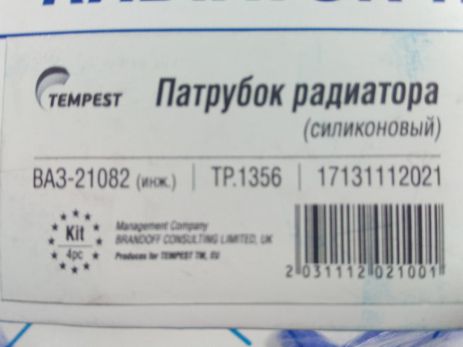 TEMPEST
Патрубок радиатора
(силиконовый)
ВАЗ-21082 (инж.) | TP.1356 | 17131112021
Kit
4pc
Management Company
BRANDOFF CONSULTING LIMITED, UK
Produces for TEMPEST TM, EU
2 031112 021001